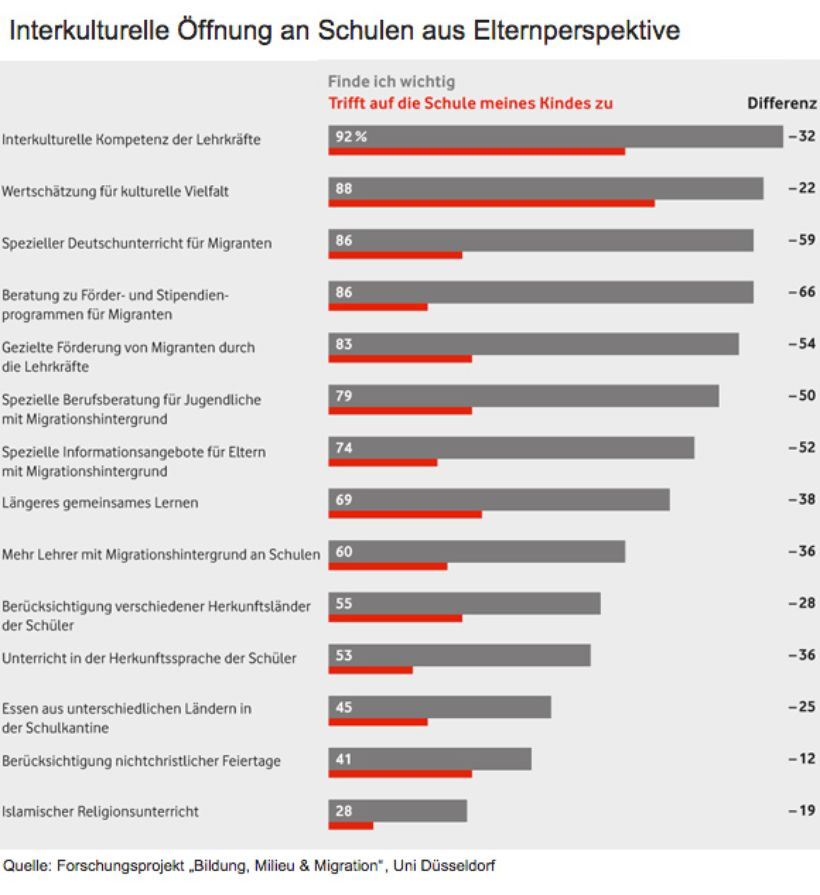 Interkulturelle Öffnung an Schulen aus Elternperspektive
Finde ich wichtig
Trifft auf die Schule meines Kindes zu Differenz
Interkulturelle Kompetenz der Lehrkräfte 92 % –32
Wertschätzung für kulturelle Vielfalt 88 –22
Spezieller Deutschunterricht für Migranten 86 –59
Beratung zu Förder- und Stipendien- 86 –66
programmen für Migranten
Gezielte Förderung von Migranten durch 83 –54
die Lehrkräfte
Spezielle Berufsberatung für Jugendliche 79 –50
mit Migrationshintergrund
Spezielle Informationsangebote für Eltern 74 –52
mit Migrationshintergrund
Längeres gemeinsames Lernen 69 –38
Mehr Lehrer mit Migrationshintergrund an Schulen 60 –36
Berücksichtigung verschiedener Herkunftsländer 55 –28
der Schüler
Unterricht in der Herkunftssprache der Schüler 53 –36
Essen aus unterschiedlichen Ländern in 45 –25
der Schulkantine
Berücksichtigung nichtchristlicher Feiertage 41 –12
Islamischer Religionsunterricht 28 –19
Quelle: Forschungsprojekt „Bildung, Milieu & Migration", Uni Düsseldorf